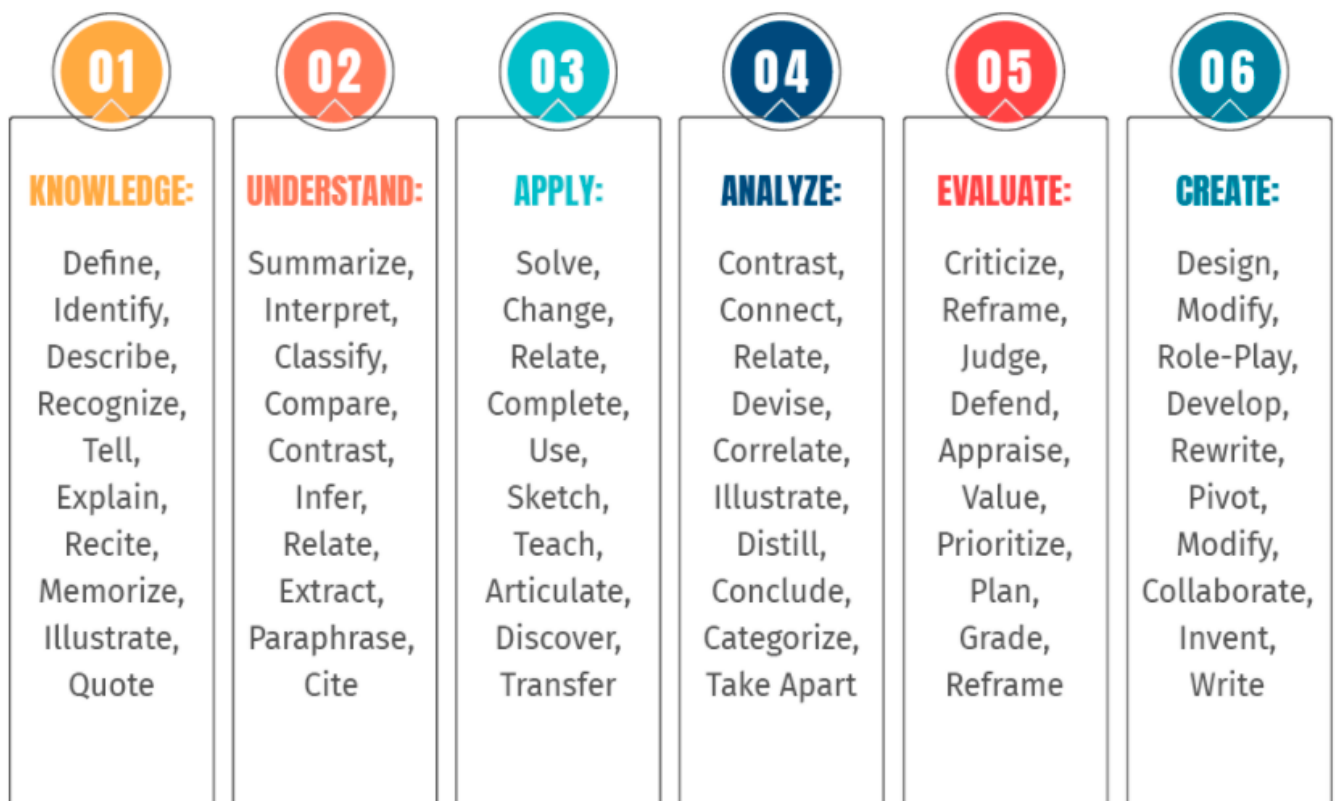 01
KNOWLEDGE:
Define,
Identify,
Describe,
Recognize,
Tell,
Explain,
Recite,
Memorize,
Illustrate,
Quote
02
UNDERSTAND:
Summarize,
Interpret,
Classify,
Compare,
Contrast,
Infer,
Relate,
Extract,
Paraphrase,
Cite
03
APPLY:
Solve,
Change,
Relate,
Complete,
Use,
Sketch,
Teach,
Articulate,
Discover,
Transfer
04
ANALYZE:
Contrast,
Connect,
Relate,
Devise,
Correlate,
Illustrate,
Distill,
Conclude,
Categorize,
Take Apart
05
EVALUATE:
Criticize,
Reframe,
Judge,
Defend,
Appraise,
Value,
Prioritize,
Plan,
Grade,
Reframe
06
CREATE:
Design,
Modify,
Role-Play,
Develop,
Rewrite,
Pivot,
Modify,
Collaborate,
Invent,
Write